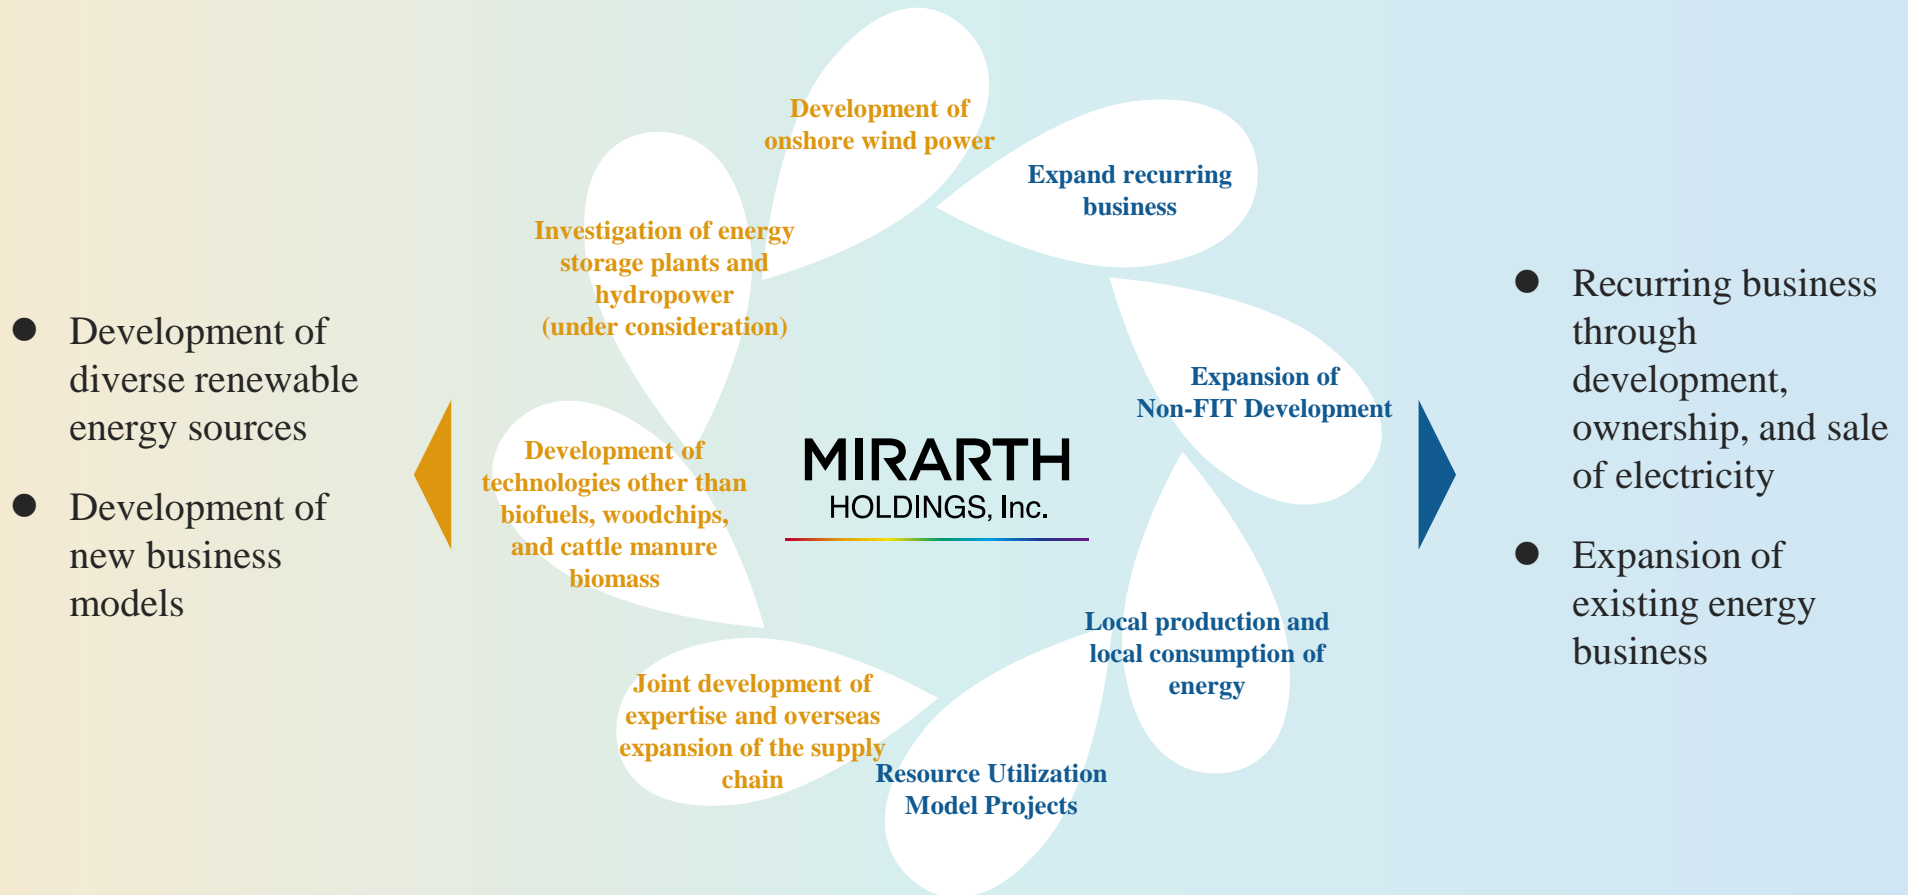 Development of
onshore wind power
Expand recurring
business
Investigation of energy
storage plants and
hydropower
(under consideration)
Expansion of
Non-FIT Development
Development of
technologies other than
biofuels, woodchips,
and cattle manure
biomass
MIRARTH
HOLDINGS, Inc.
Local production and
local consumption of
energy
Joint development of
expertise and overseas
expansion of the supply
chain
Resource Utilization
Model Projects
● Development of
diverse renewable
energy sources
● Development of
new business
models
● Recurring business
through
development,
ownership, and sale
of electricity
● Expansion of
existing energy
business